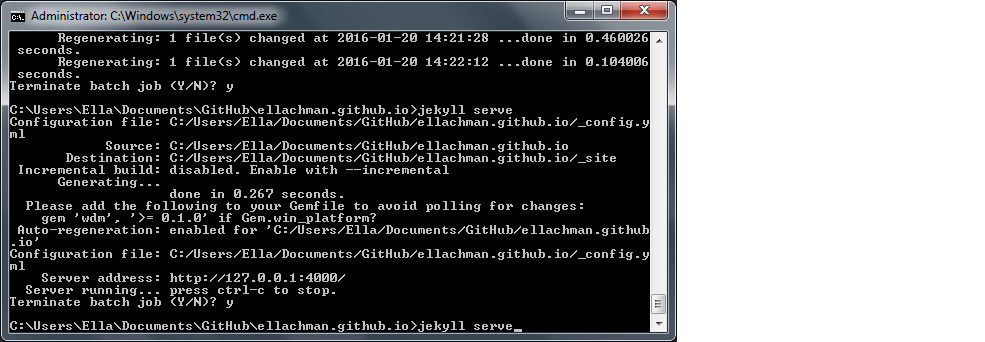 Administrator: C:\Windows\system32\cmd.exe
Regenerating: 1 file(s) changed at 2016-01-20 14:21:28 ...done in 0.460026
seconds.
Regenerating: 1 file(s) changed at 2016-01-20 14:22:12 ...done in 0.104006
seconds.
Terminate batch job (Y/N)? y
C:\Users\Ella\Documents\GitHub\ellachman.github.io>jekyll serve
Configuration file: C:/Users/Ella/Documents/GitHub/ellachman.github.io/_config.y
ml
Source: C:/Users/Ella/Documents/GitHub/ellachman.github.io
Destination: C:/Users/Ella/Documents/GitHub/ellachman.github.io/_site
Incremental build: disabled. Enable with --incremental
Generating...
done in 0.267 seconds.
Please add the following to your Gemfile to avoid polling for changes:
gem 'wdm', '>= 0.1.0' if Gem.win_platform?
Auto-regeneration: enabled for 'C:/Users/Ella/Documents/GitHub/ellachman.github
.io'
Configuration file: C:/Users/Ella/Documents/GitHub/ellachman.github.io/_config.y
ml
Server address: http://127.0.0.1:4000/
Server running... press ctrl-c to stop.
Terminate batch job (Y/N)? y
C:\Users\Ella\Documents\GitHub\ellachman.github.io>jekyll serve_